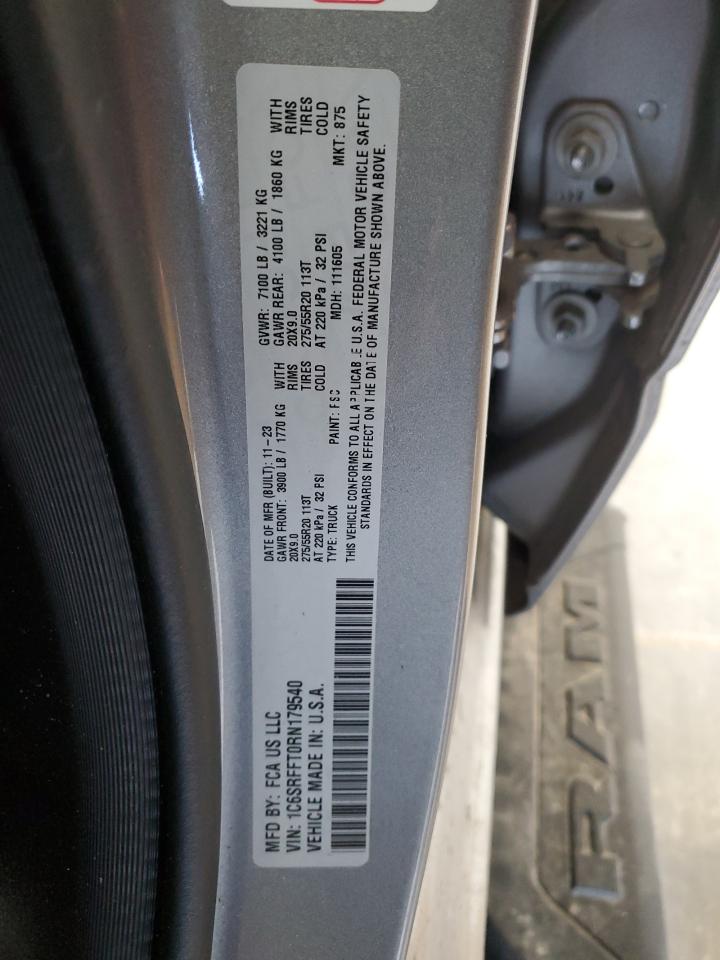 MFD BY: FCA US LLC
VIN: 1C6SRFFT0RN179540
VEHICLE MADE IN: U.S.A.
DATE OF MFR (BUILT): 11-23
GAWR FRONT: 3900 LB / 1770 KG WITH
20X9.0 RIMS
275/55R20 113T TIRES
AT 220 kPa / 32 PSI COLD
TYPE: TRUCK PAINT: FSC
GVWR: 7100 LB / 3221 KG
GAWR REAR: 4100 LB / 1860 KG WITH
20X9.0 RIMS
275/55R20 113T TIRES
AT 220 kPa / 32 PSI COLD
MDH: 111605 MKT: 875
THIS VEHICLE CONFORMS TO ALL APPLICABLE U.S.A. FEDERAL MOTOR VEHICLE SAFETY
STANDARDS IN EFFECT ON THE DATE OF MANUFACTURE SHOWN ABOVE.
RAM